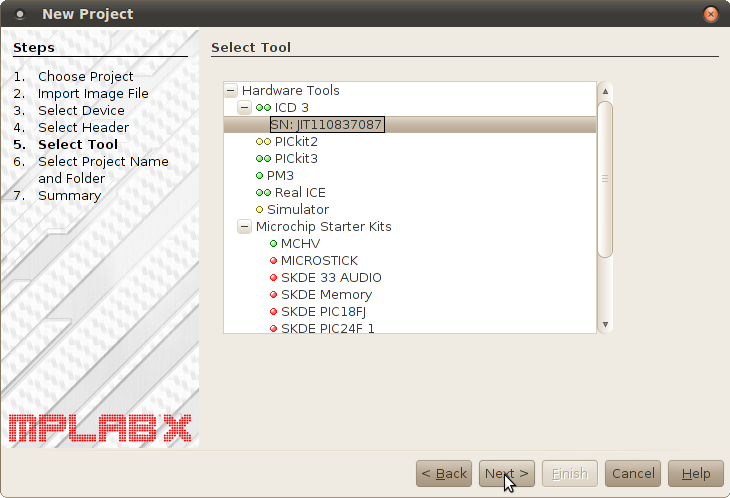 New Project
Steps
1. Choose Project
2. Import Image File
3. Select Device
4. Select Header
5. Select Tool
6. Select Project Name
and Folder
7. Summary
MPLAB X
Select Tool
Hardware Tools
ICD 3
SN: JIT110837087
PICkit2
PICkit3
PM3
Real ICE
Simulator
Microchip Starter Kits
MCHV
MICROSTICK
SKDE 33 AUDIO
SKDE Memory
SKDE PIC18FJ
SKDE PIC24F 1
< Back
Next >
Finish
Cancel
Help